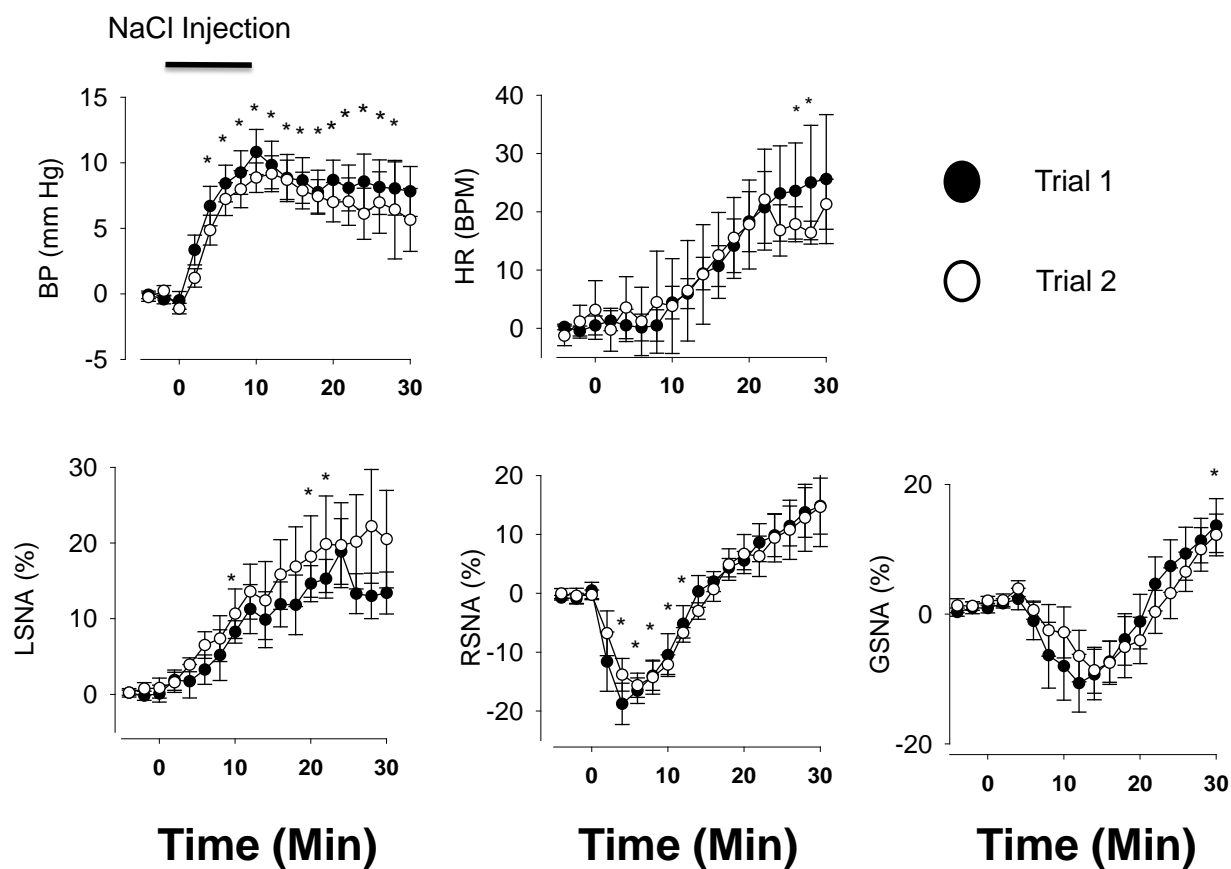 NaCl Injection
15
10
5
0
-5
BP (mm Hg)
* * * * * * * * * * * * *
0 10 20 30
40
30
20
10
0
HR (BPM)
* *
0 10 20 30
Trial 1
Trial 2
30
20
10
0
LSNA (%)
* * *
0 10 20 30
20
10
0
-10
-20
RSNA (%)
* * * * *
0 10 20 30
20
0
-20
GSNA (%)
*
0 10 20 30
Time (Min)
Time (Min)
Time (Min)